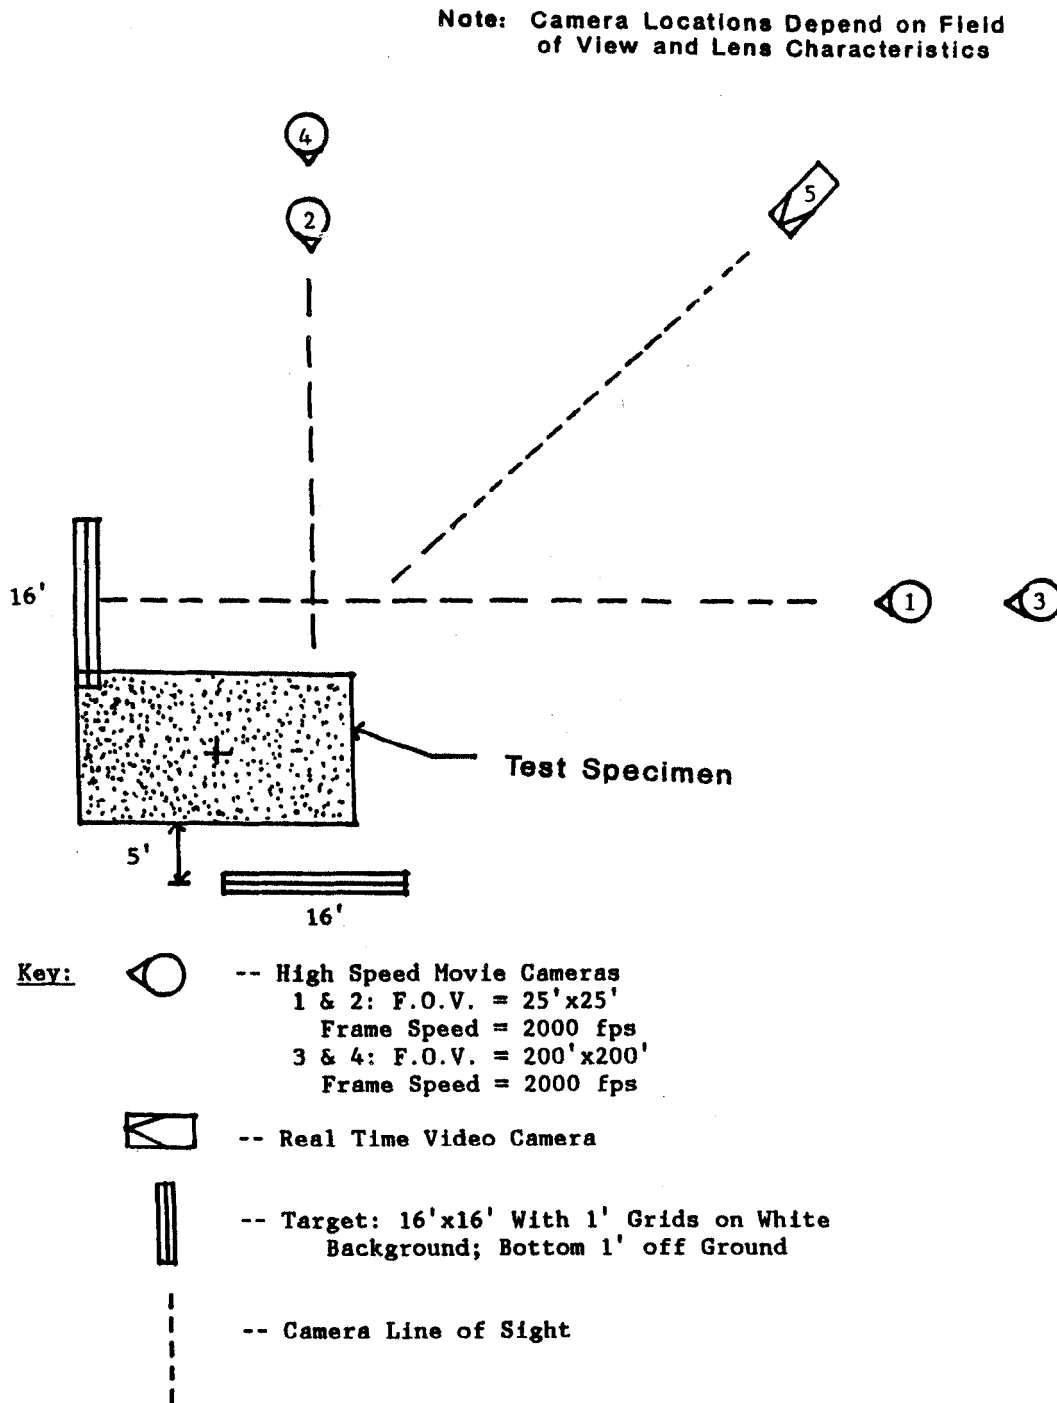 Note: Camera Locations Depend on Field
of View and Lens Characteristics
4
2
5
16'
1
3
Test Specimen
5'
16'
Key:
-- High Speed Movie Cameras
1 & 2: F.O.V. = 25'x25'
Frame Speed = 2000 fps
3 & 4: F.O.V. = 200'x200'
Frame Speed = 2000 fps
-- Real Time Video Camera
-- Target: 16'x16' With 1' Grids on White
Background; Bottom 1' off Ground
-- Camera Line of Sight